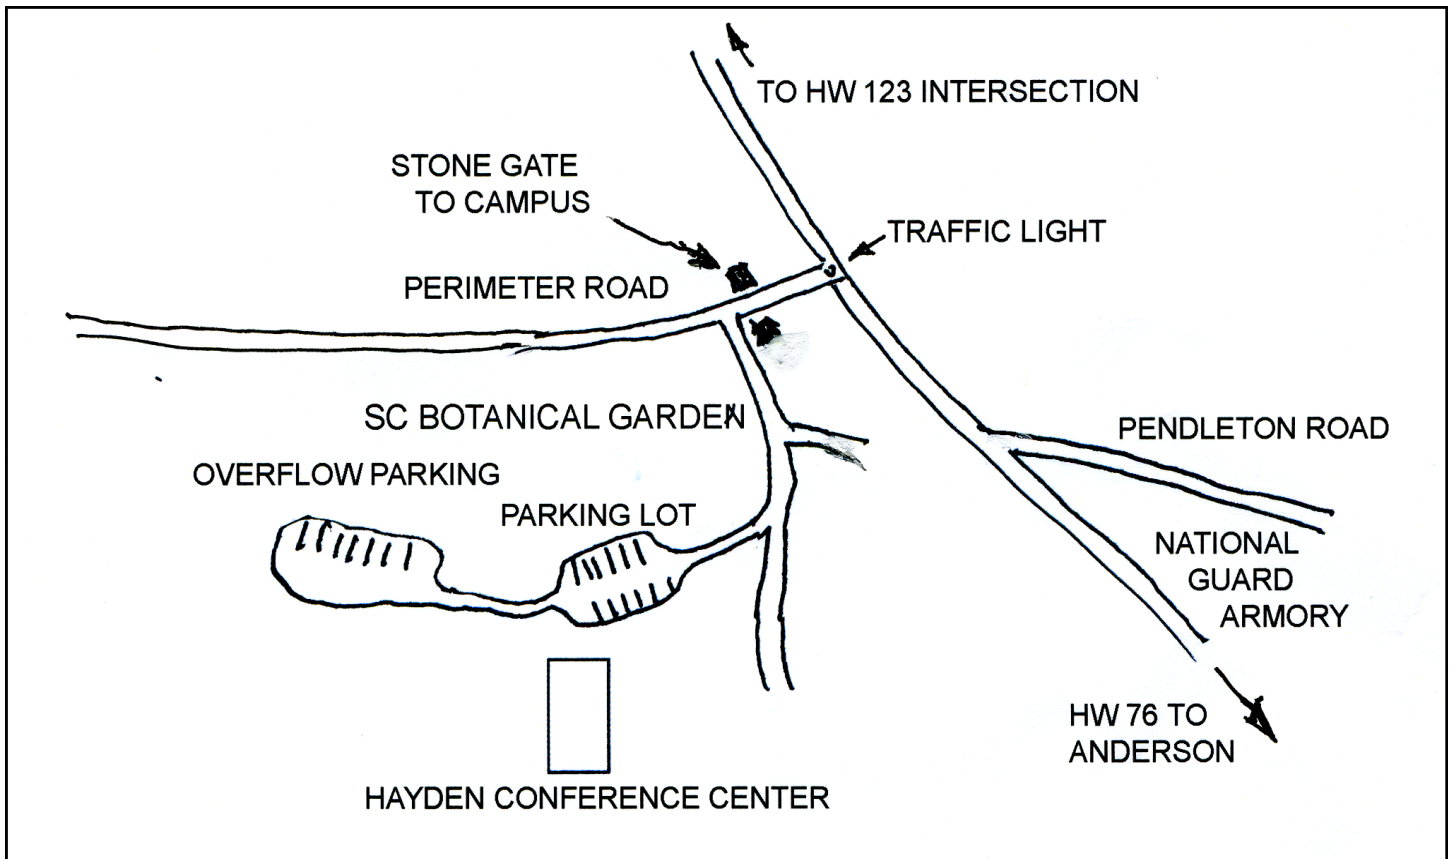 TO HW 123 INTERSECTION
STONE GATE
TO CAMPUS
TRAFFIC LIGHT
PERIMETER ROAD
SC BOTANICAL GARDEN
PENDLETON ROAD
OVERFLOW PARKING
PARKING LOT
NATIONAL
GUARD
ARMORY
HW 76 TO
ANDERSON
HAYDEN CONFERENCE CENTER